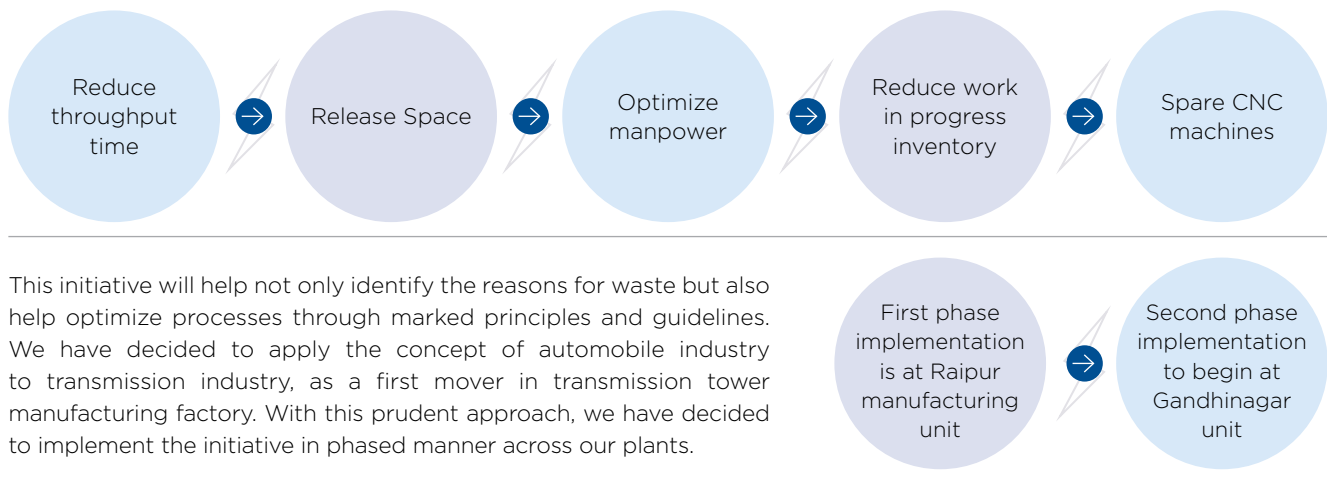 Reduce
throughput
time
Release Space
Optimize
manpower
Reduce work
in progress
inventory
Spare CNC
machines
This initiative will help not only identify the reasons for waste but also
help optimize processes through marked principles and guidelines.
We have decided to apply the concept of automobile industry
to transmission industry, as a first mover in transmission tower
manufacturing factory. With this prudent approach, we have decided
to implement the initiative in phased manner across our plants.
First phase
implementation
is at Raipur
manufacturing
unit
Second phase
implementation
to begin at
Gandhinagar
unit